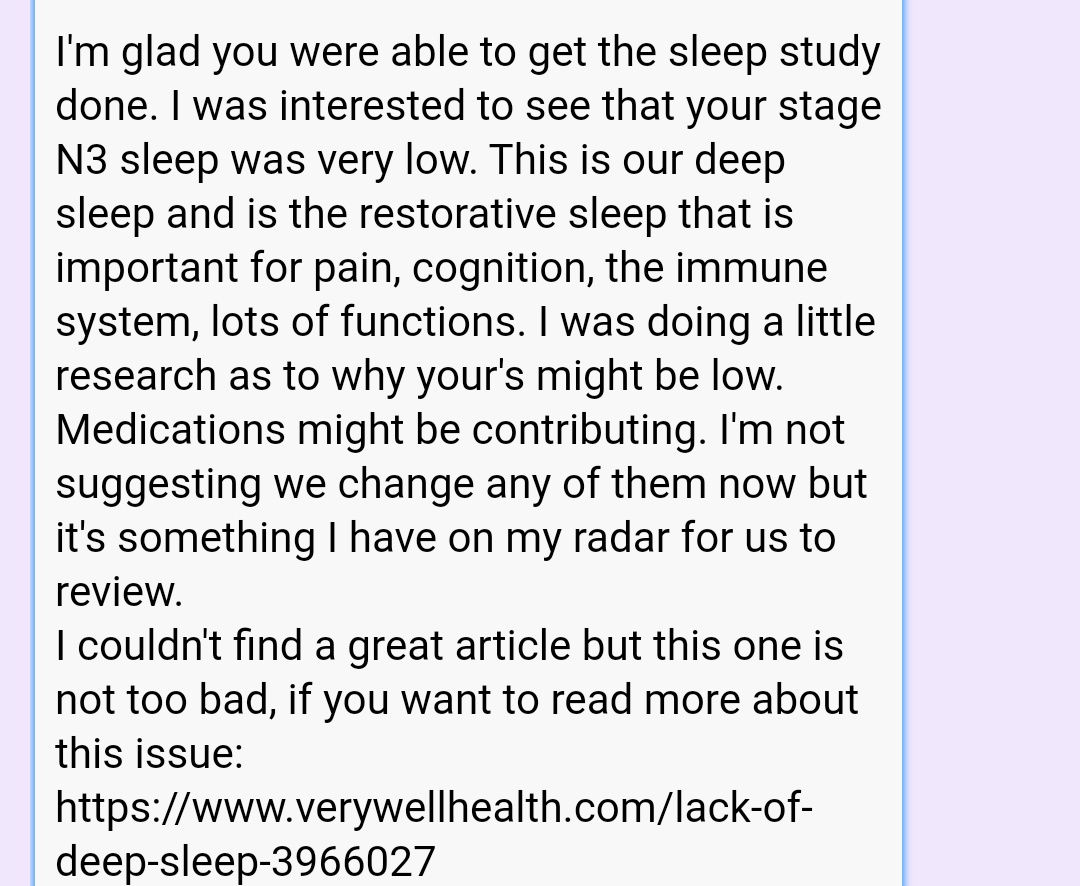 I'm glad you were able to get the sleep study
done. I was interested to see that your stage
N3 sleep was very low. This is our deep
sleep and is the restorative sleep that is
important for pain, cognition, the immune
system, lots of functions. I was doing a little
research as to why your's might be low.
Medications might be contributing. I'm not
suggesting we change any of them now but
it's something I have on my radar for us to
review.
I couldn't find a great article but this one is
not too bad, if you want to read more about
this issue:
https://www.verywellhealth.com/lack-of-
deep-sleep-3966027